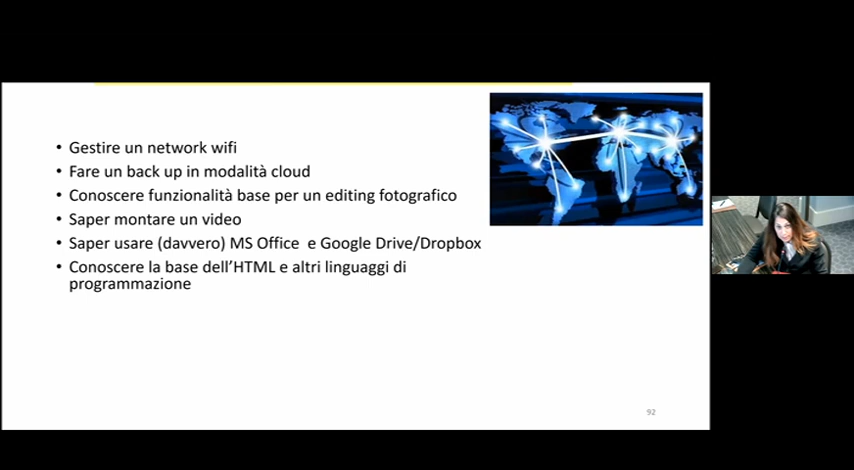 • Gestire un network wifi
• Fare un back up in modalità cloud
• Conoscere funzionalità base per un editing fotografico
• Saper montare un video
• Saper usare (davvero) MS Office e Google Drive/Dropbox
• Conoscere la base dell'HTML e altri linguaggi di
programmazione
92